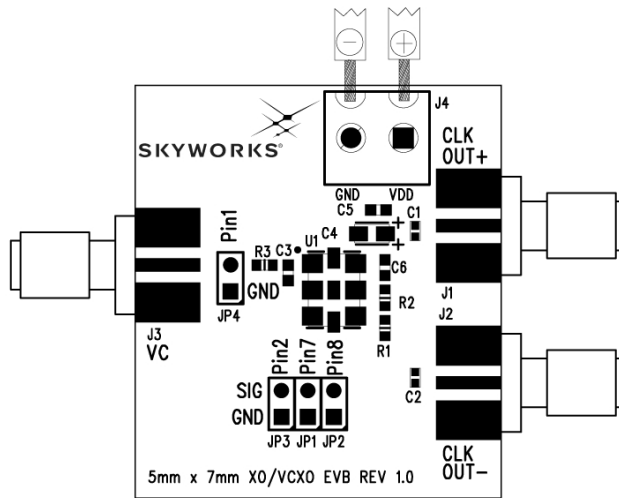 J4
SKYWORKS®
CLK
OUT+
GND VDD
C5
C1
Pin1
C4
U1
R3
C3
GND
JP4
C6
R2
R1
J1
J2
J3
VC
Pin2
Pin7
Pin8
SIG
GND
JP3 JP1 JP2
C2
CLK
OUT-
5mm x 7mm XO/VCXO EVB REV 1.0